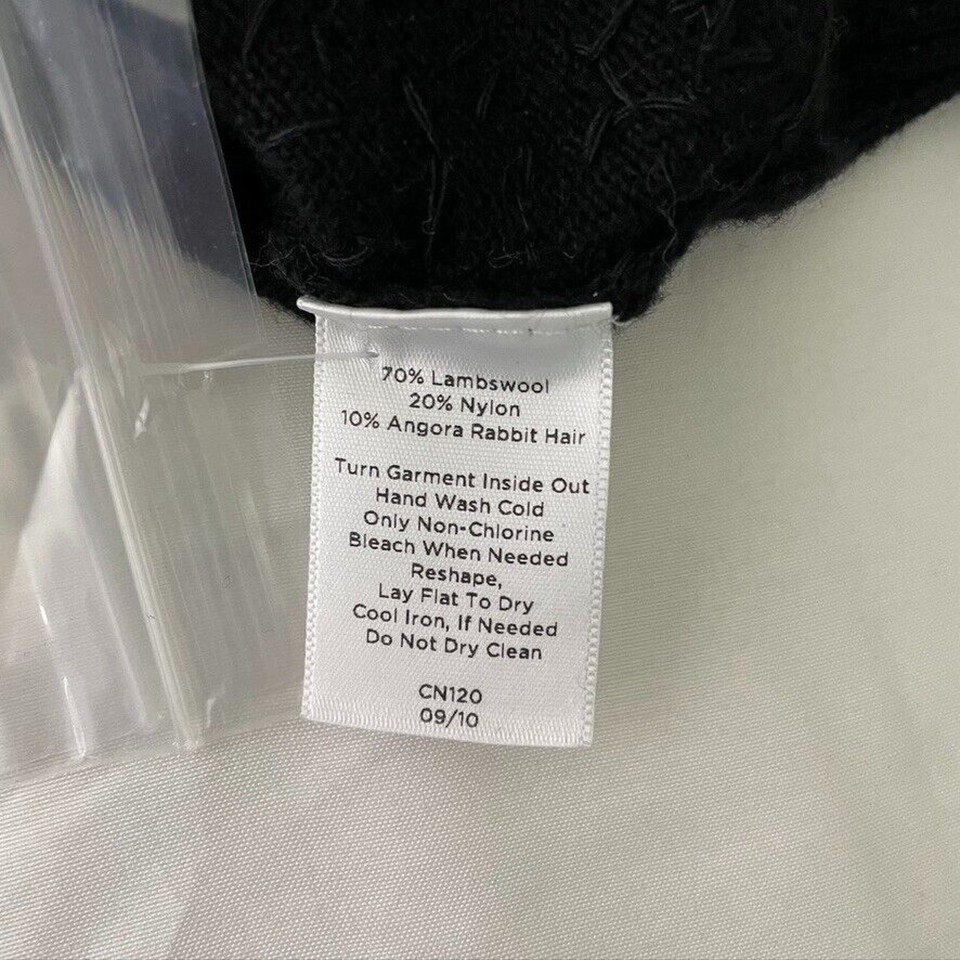 70% Lambswool
20% Nylon
10% Angora Rabbit Hair
Turn Garment Inside Out
Hand Wash Cold
Only Non-Chlorine
Bleach When Needed
Reshape,
Lay Flat To Dry
Cool Iron, If Needed
Do Not Dry Clean
CN120
09/10